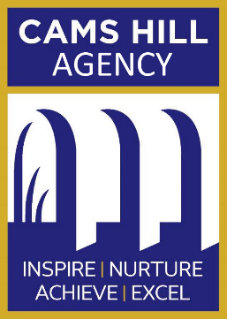 CAMS HILL
AGENCY
INSPIRE | NURTURE
ACHIEVE | EXCEL